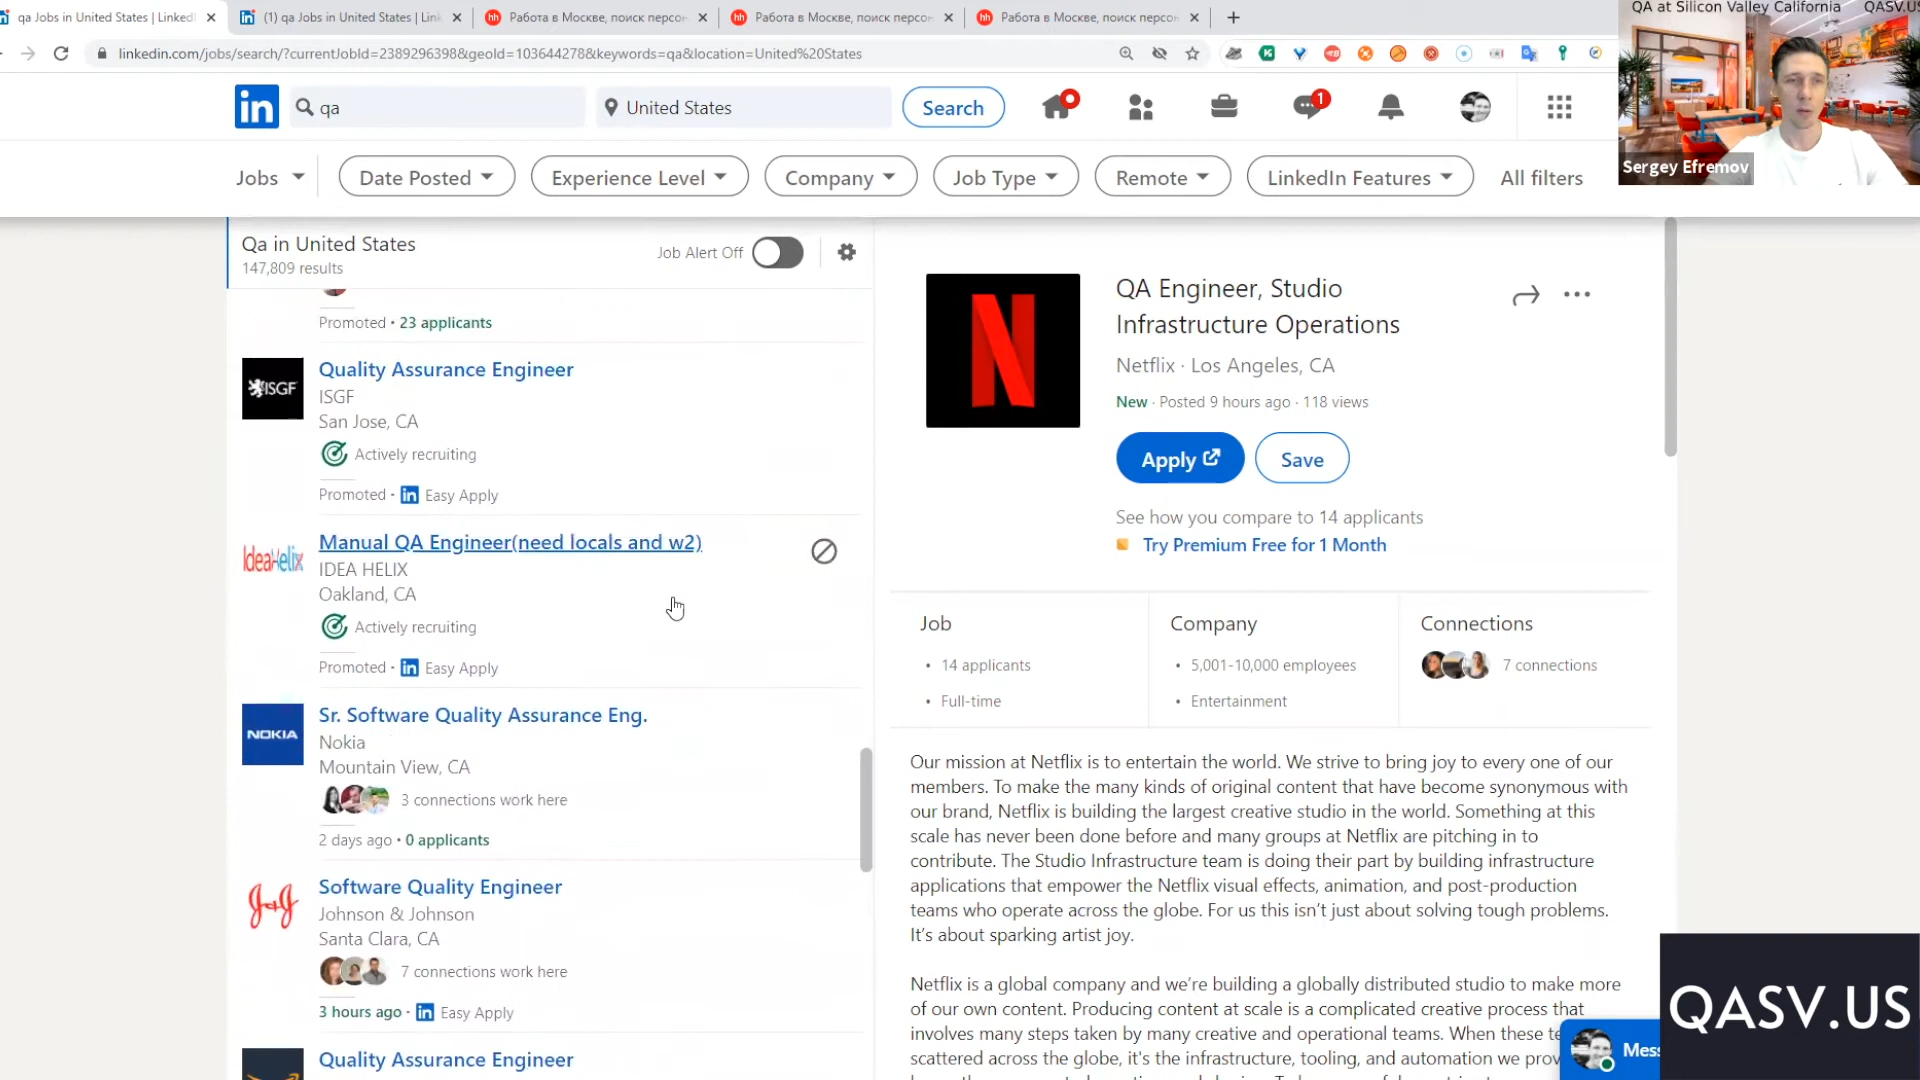 qa Jobs in United States | Linked
(1) qa Jobs in United States | Link
Работа в Москве, поиск персон
Работа в Москве, поиск персон
Работа в Москве, поиск персон
linkedin.com/jobs/search/?currentJobId=2389296398&geoId=103644278&keywords=qa&location=United%20States
QA at Silicon Valley California QASV.US
Sergey Efremov
in
qa
United States
Search
1
Jobs
Date Posted
Experience Level
Company
Job Type
Remote
LinkedIn Features
All filters
Qa in United States
147,809 results
Job Alert Off
Promoted • 23 applicants
ISGF
Quality Assurance Engineer
ISGF
San Jose, CA
Actively recruiting
Promoted • in Easy Apply
IdeaHelix
Manual QA Engineer(need locals and w2)
IDEA HELIX
Oakland, CA
Actively recruiting
Promoted • in Easy Apply
NOKIA
Sr. Software Quality Assurance Eng.
Nokia
Mountain View, CA
3 connections work here
2 days ago • 0 applicants
J&J
Software Quality Engineer
Johnson & Johnson
Santa Clara, CA
7 connections work here
3 hours ago • in Easy Apply
Quality Assurance Engineer
N
QA Engineer, Studio
Infrastructure Operations
Netflix · Los Angeles, CA
New · Posted 9 hours ago · 118 views
Apply
Save
See how you compare to 14 applicants
Try Premium Free for 1 Month
Job
• 14 applicants
• Full-time
Company
• 5,001-10,000 employees
• Entertainment
Connections
7 connections
Our mission at Netflix is to entertain the world. We strive to bring joy to every one of our
members. To make the many kinds of original content that have become synonymous with
our brand, Netflix is building the largest creative studio in the world. Something at this
scale has never been done before and many groups at Netflix are pitching in to
contribute. The Studio Infrastructure team is doing their part by building infrastructure
applications that empower the Netflix visual effects, animation, and post-production
teams who operate across the globe. For us this isn't just about solving tough problems.
It's about sparking artist joy.
Netflix is a global company and we're building a globally distributed studio to make more
of our own content. Producing content at scale is a complicated creative process that
involves many steps taken by many creative and operational teams. When these te
scattered across the globe, it's the infrastructure, tooling, and automation we prov
Mess
QASV.US